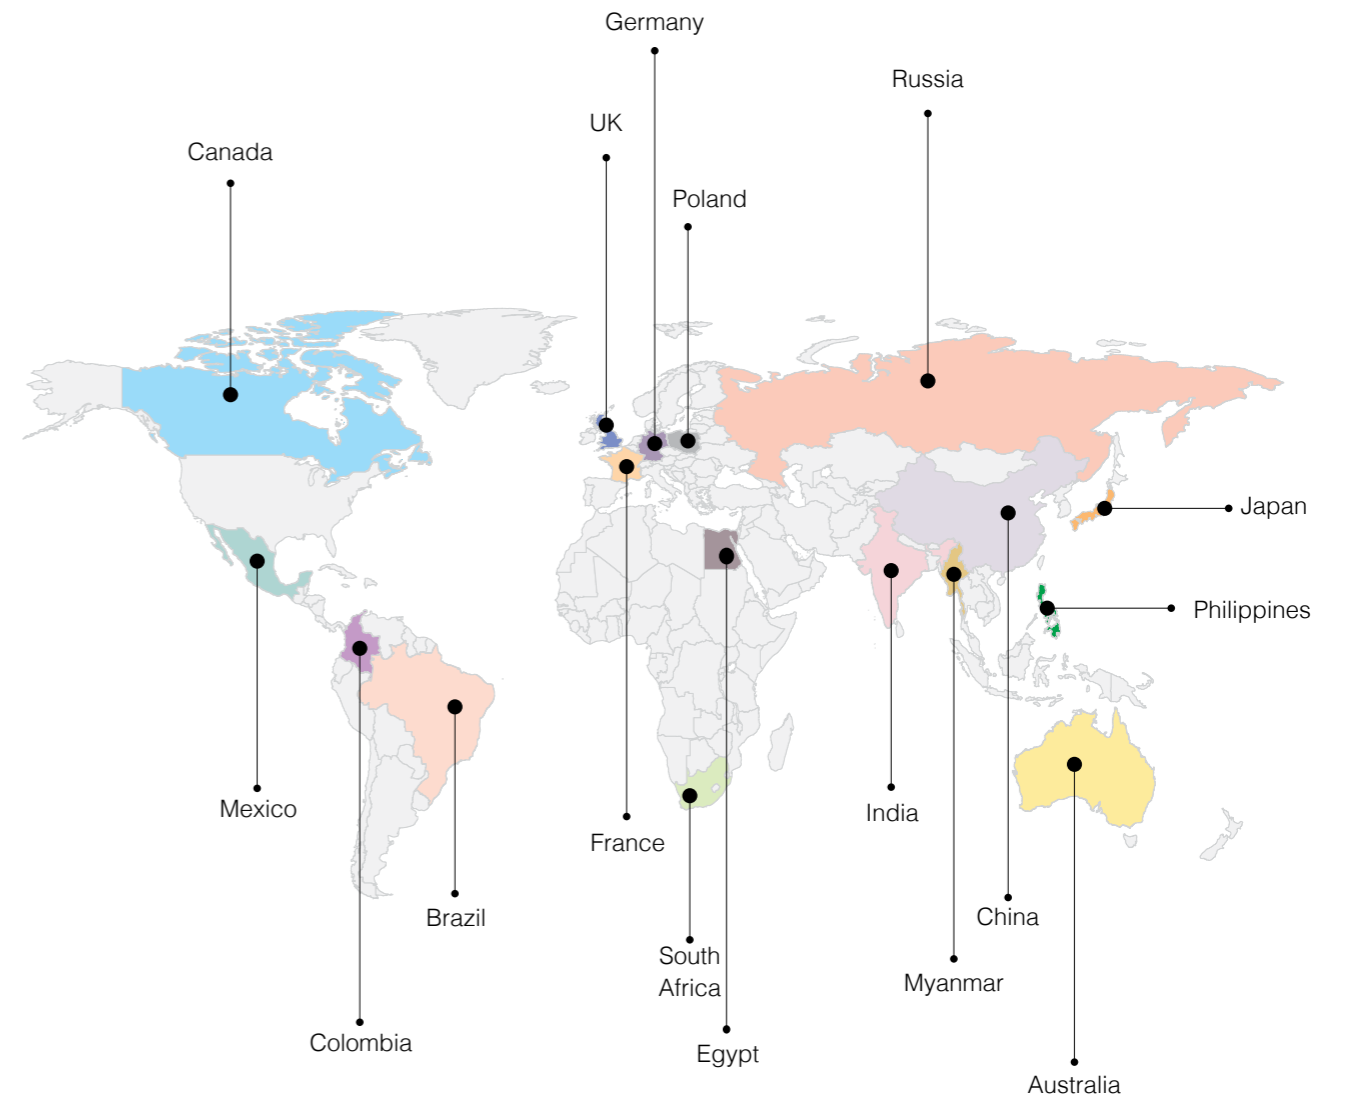 Germany
Russia
UK
Canada
Poland
Japan
Philippines
Mexico
India
France
Brazil
China
South
Africa
Myanmar
Colombia
Egypt
Australia